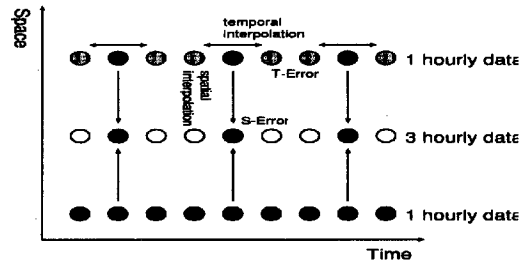 Space
temporal
interpolation
1 hourly data
T-Error
spatial
interpolation
S-Error
3 hourly data
1 hourly data
Time